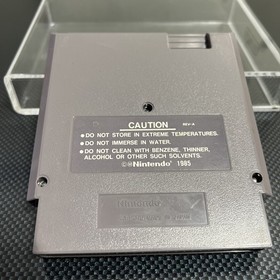 CAUTION REV-A
● DO NOT STORE IN EXTREME TEMPERATURES.
● DO NOT IMMERSE IN WATER.
● DO NOT CLEAN WITH BENZENE, THINNER,
ALCOHOL OR OTHER SUCH SOLVENTS.
©®Nintendo® 1985
Nintendo